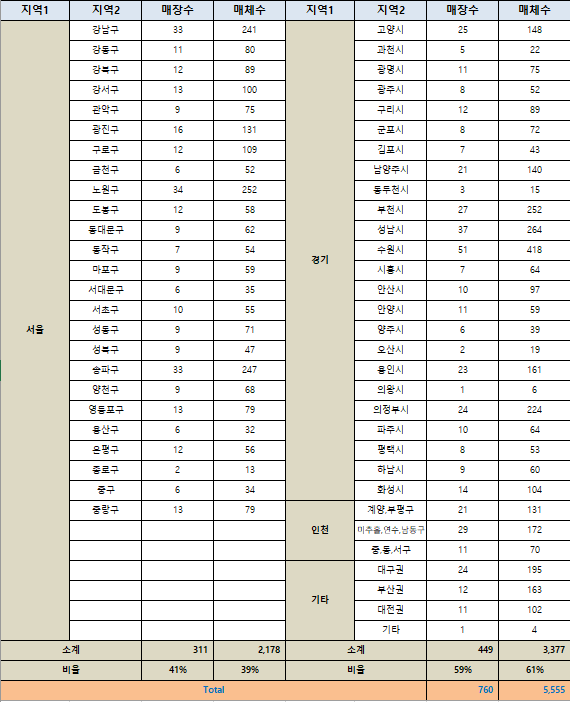 지역1 지역2 매장수 매체수 지역1 지역2 매장수 매체수
강남구 33 241 고양시 25 148
강동구 11 80 과천시 5 22
강북구 12 89 광명시 11 75
강서구 13 100 광주시 8 52
관악구 9 75 구리시 12 89
광진구 16 131 군포시 8 72
구로구 12 109 김포시 7 43
금천구 6 52 남양주시 21 140
노원구 34 252 동두천시 3 15
도봉구 12 58 부천시 27 252
동대문구 9 62 성남시 37 264
동작구 7 54 수원시 51 418
경기
마포구 9 59 시흥시 7 64
서대문구 6 35 안산시 10 97
서초구 10 55 안양시 11 59
서울 성동구 9 71 양주시 6 39
성북구 9 47 오산시 2 19
송파구 33 247 용인시 23 161
양천구 9 68 의왕시 1 6
영등포구 13 79 의정부시 24 224
용산구 6 32 파주시 10 64
은평구 12 56 평택시 8 53
종로구 2 13 하남시 9 60
중구 6 34 화성시 14 104
중랑구 13 79 계양,부평구 21 131
인천 미추홀,연수,남동구 29 172
중,동,서구 11 70
대구권 24 195
기타 부산권 12 163
대전권 11 102
기타 1 4
소계 311 2,178 소계 449 3,377
비율 41% 39% 비율 59% 61%
Total 760 5,555